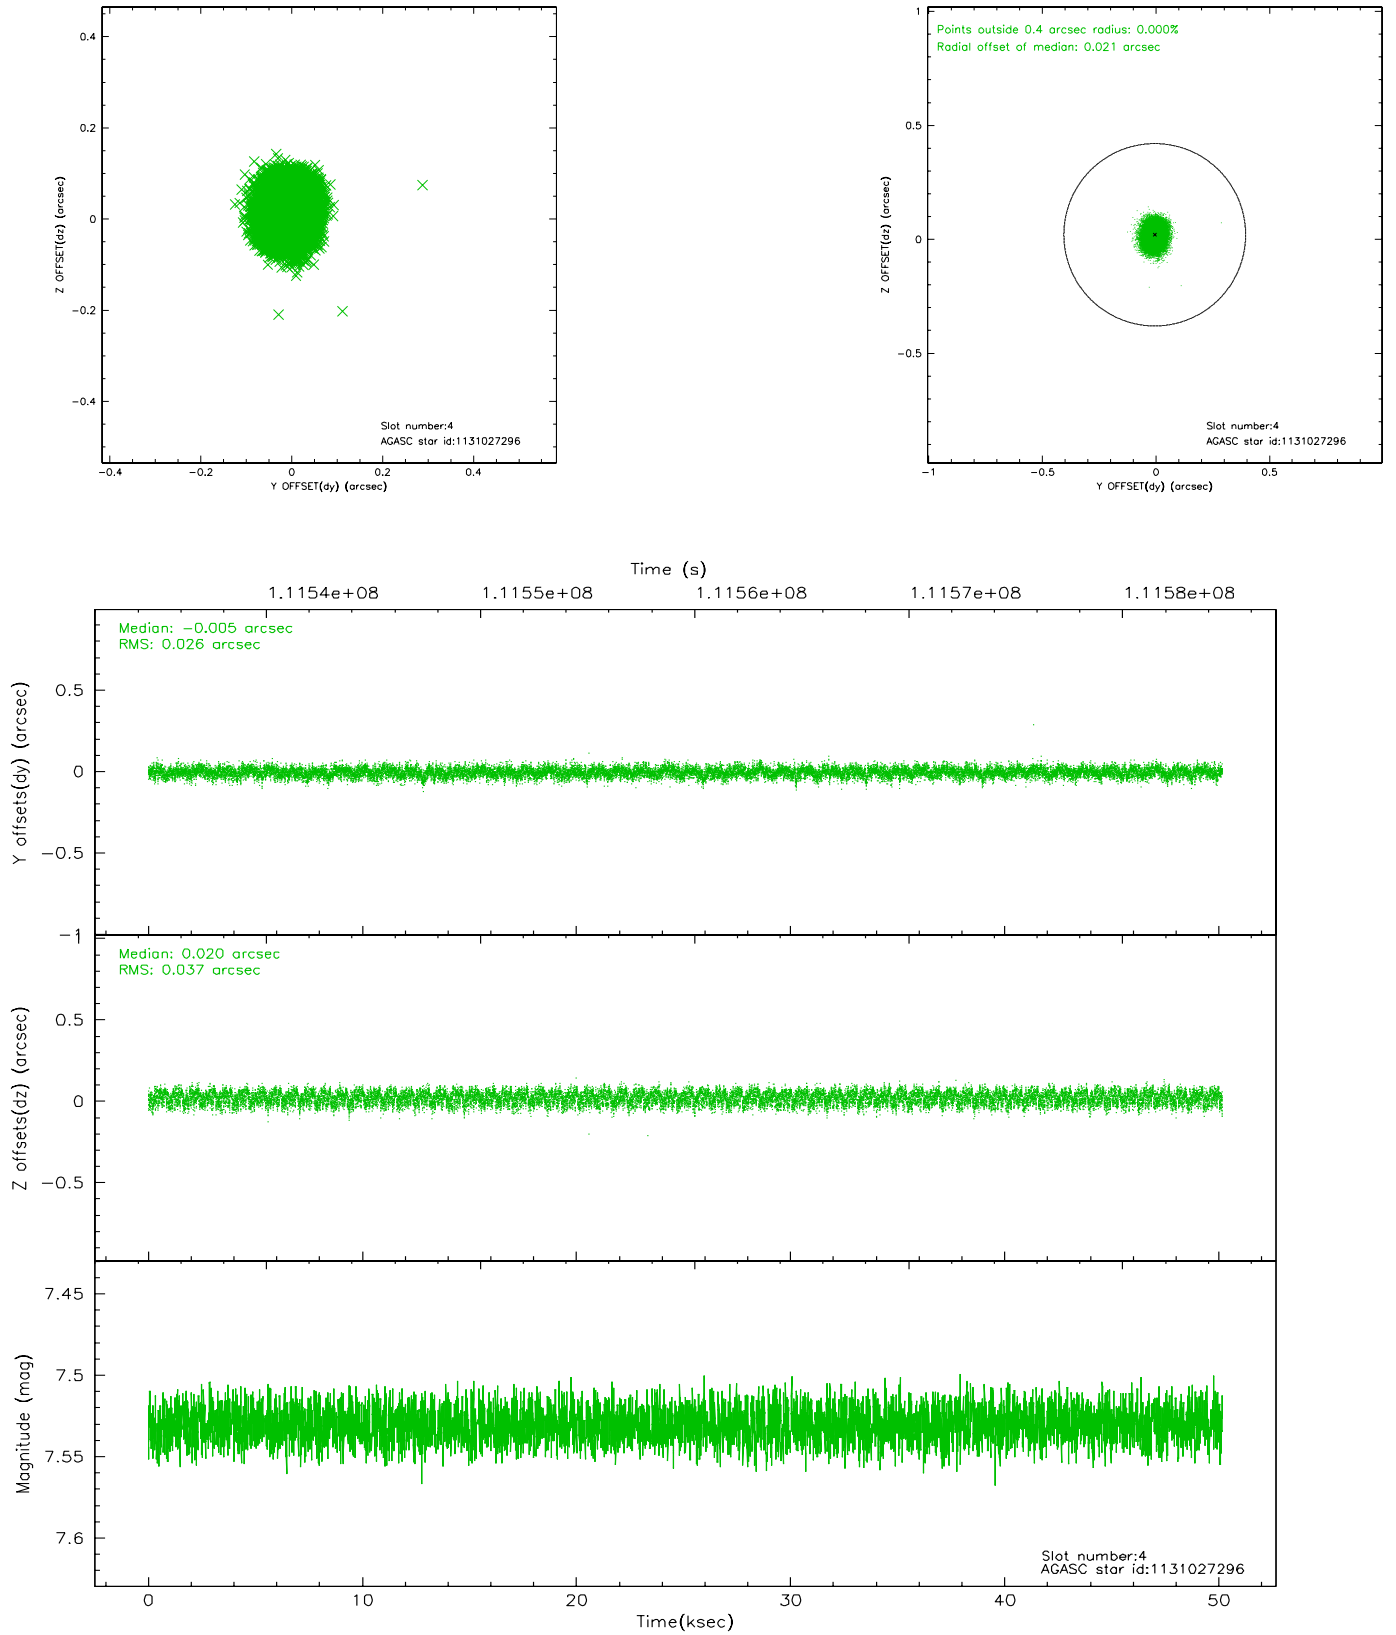 0.4
0.2
0
−0.2
−0.4
Z OFFSET(dz) (arcsec)
Slot number:4
AGASC star id:1131027296
−0.4 −0.2 0 0.2 0.4
Y OFFSET(dy) (arcsec)
Points outside 0.4 arcsec radius: 0.000%
Radial offset of median: 0.021 arcsec
1
0.5
0
−0.5
Z OFFSET(dz) (arcsec)
Slot number:4
AGASC star id:1131027296
−1 −0.5 0 0.5
Y OFFSET(dy) (arcsec)
Time (s)
1.1154e+08 1.1155e+08 1.1156e+08 1.1157e+08 1.1158e+08
Median: −0.005 arcsec
RMS: 0.026 arcsec
0.5
0
−0.5
−1
Y offsets(dy) (arcsec)
Median: 0.020 arcsec
RMS: 0.037 arcsec
1
0.5
0
−0.5
Z offsets(dz) (arcsec)
7.45
7.5
7.55
7.6
Magnitude (mag)
Slot number:4
AGASC star id:1131027296
0 10 20 30 40 50
Time(ksec)